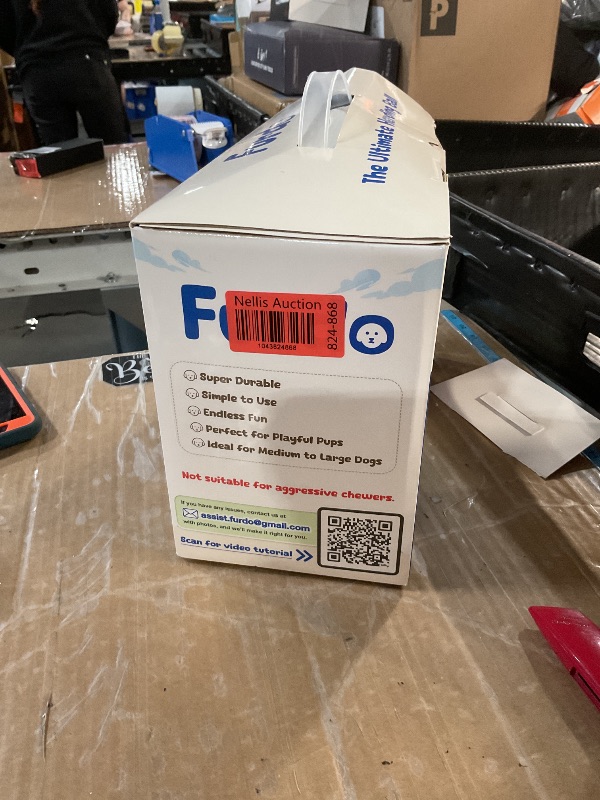 The Ultimate
Nellis Auction
824-868
1043624668
Super Durable
Simple to Use
Endless Fun
Perfect for Playful Pups
Ideal for Medium to Large Dogs
Not suitable for aggressive chewers.
If you have any issues, contact us at
assist.furdo@gmail.com
with photos, and we'll make it right for you.
Scan for video tutorial